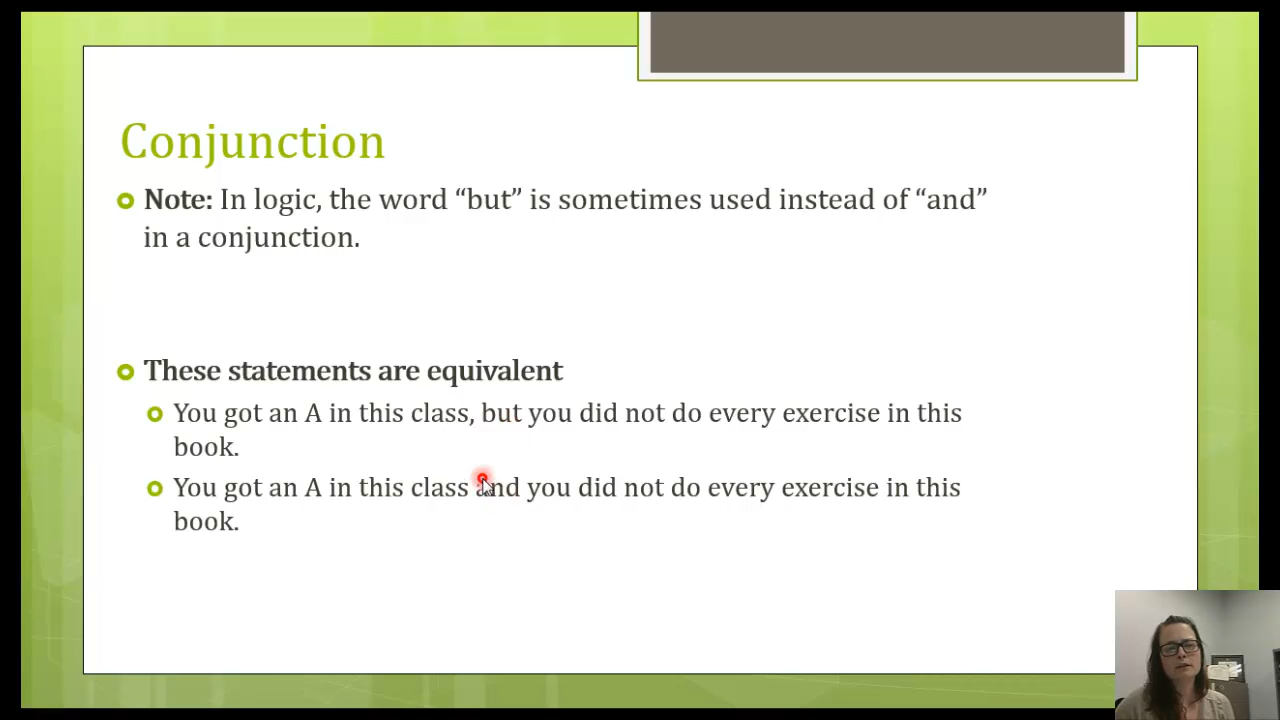 Conjunction
Note: In logic, the word “but” is sometimes used instead of “and”
in a conjunction.
These statements are equivalent
You got an A in this class, but you did not do every exercise in this
book.
You got an A in this class and you did not do every exercise in this
book.